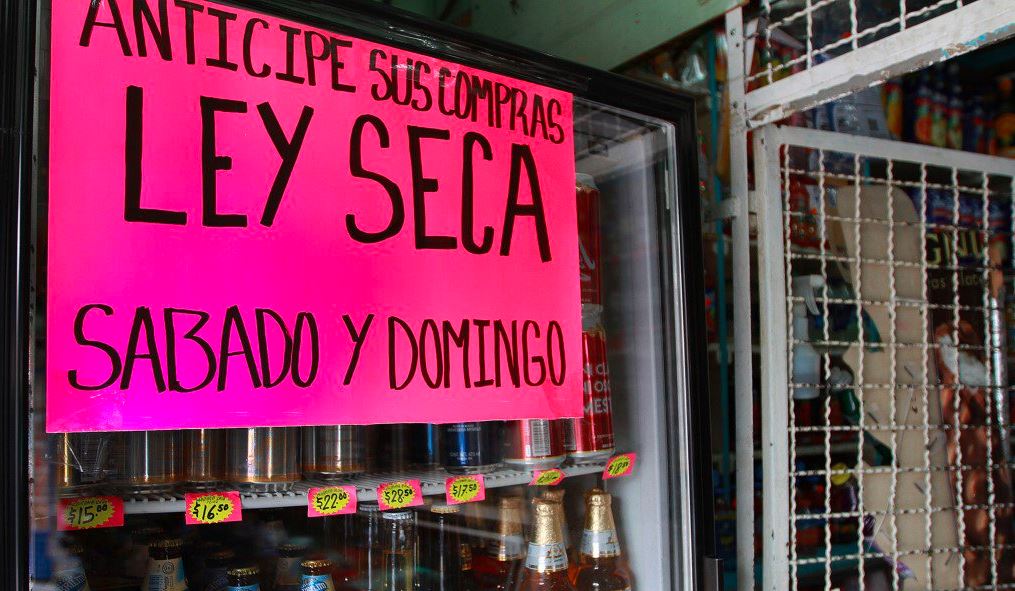 ANTICIPE SUS COMPRAS
LEY SECA
SABADO Y DOMINGO
$15.00
$16.50
$22.00
$28.50
$17.50